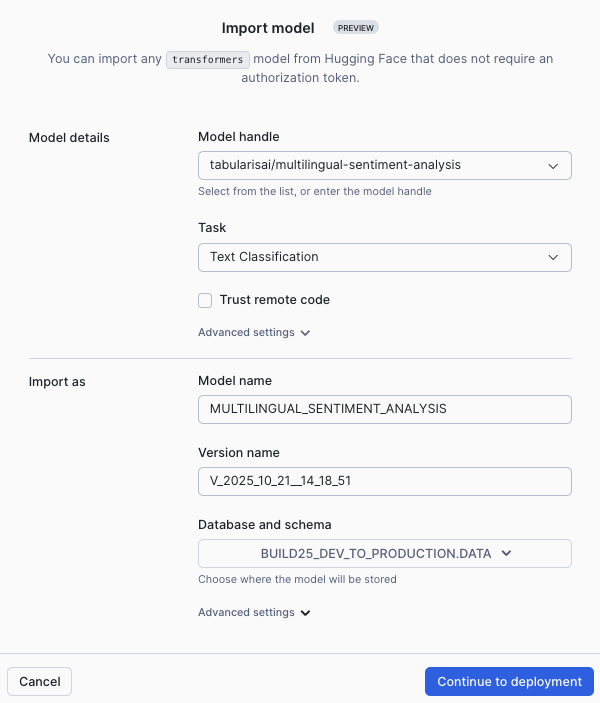 Import model PREVIEW
You can import any transformers model from Hugging Face that does not require an
authorization token.
Model details
Model handle
tabularisai/multilingual-sentiment-analysis
Select from the list, or enter the model handle
Task
Text Classification
Trust remote code
Advanced settings
Import as
Model name
MULTILINGUAL_SENTIMENT_ANALYSIS
Version name
V_2025_10_21__14_18_51
Database and schema
BUILD25_DEV_TO_PRODUCTION.DATA
Choose where the model will be stored
Advanced settings
Cancel
Continue to deployment